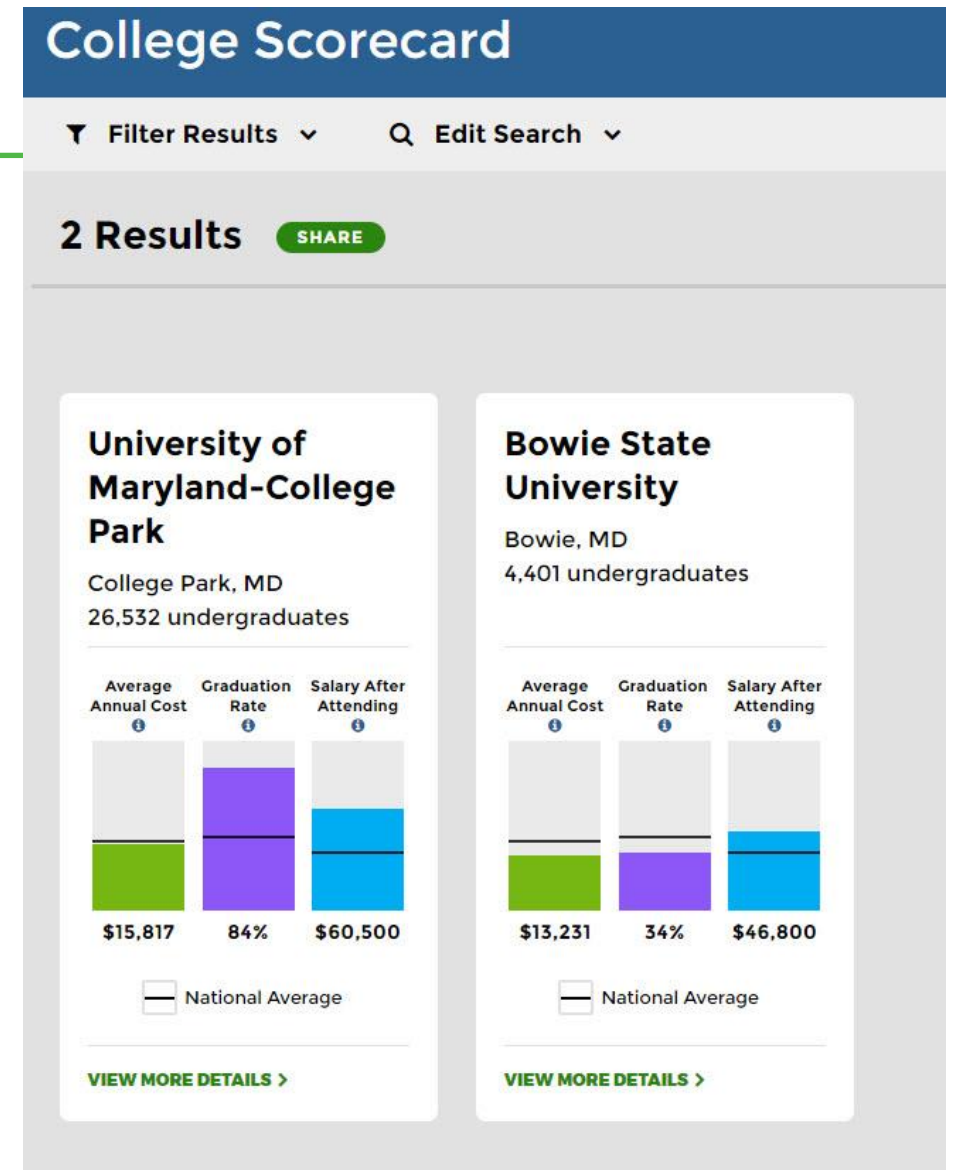 College Scorecard
Filter Results
Edit Search
2 Results
SHARE
University of
Maryland-College
Park
College Park, MD
26,532 undergraduates
Average
Annual Cost
Graduation
Rate
Salary After
Attending
$15,817
84%
$60,500
National Average
VIEW MORE DETAILS >
Bowie State
University
Bowie, MD
4,401 undergraduates
Average
Annual Cost
Graduation
Rate
Salary After
Attending
$13,231
34%
$46,800
National Average
VIEW MORE DETAILS >